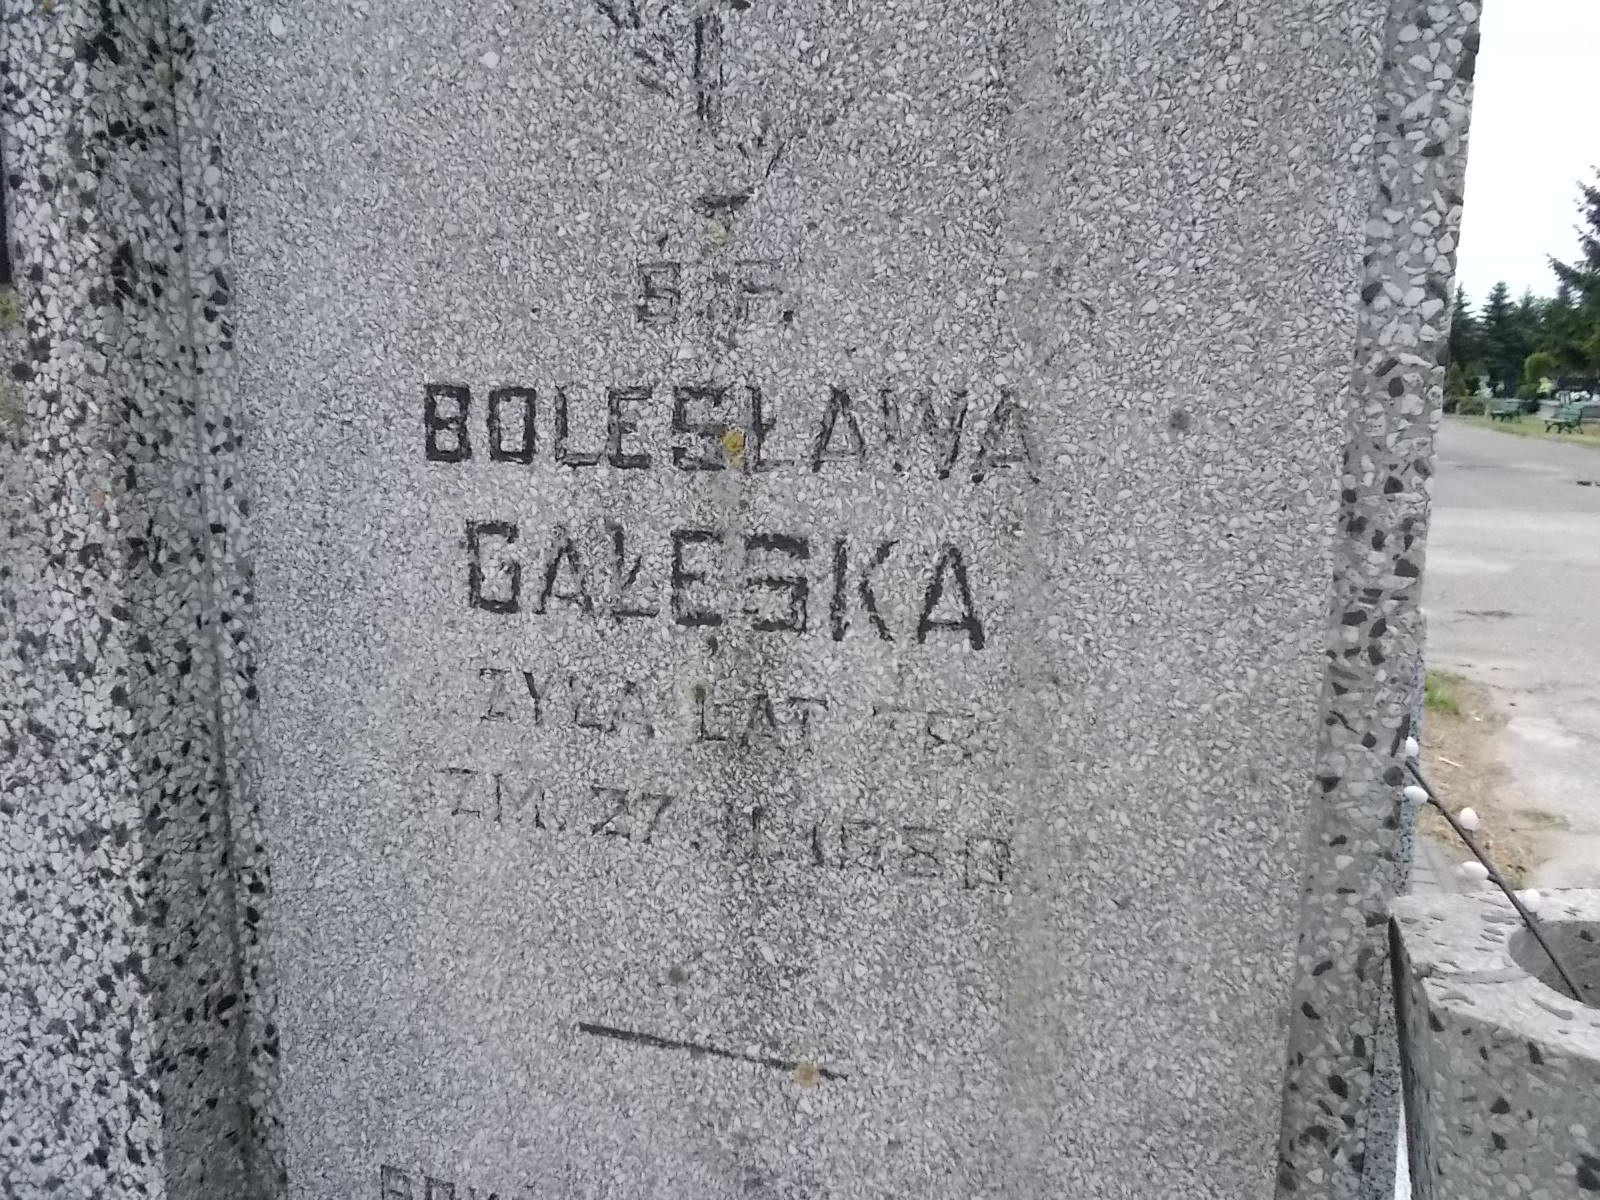 Ś.P.
BOLESŁAWA
GAŁESKA
ŻYŁA LAT
ZM. 27.